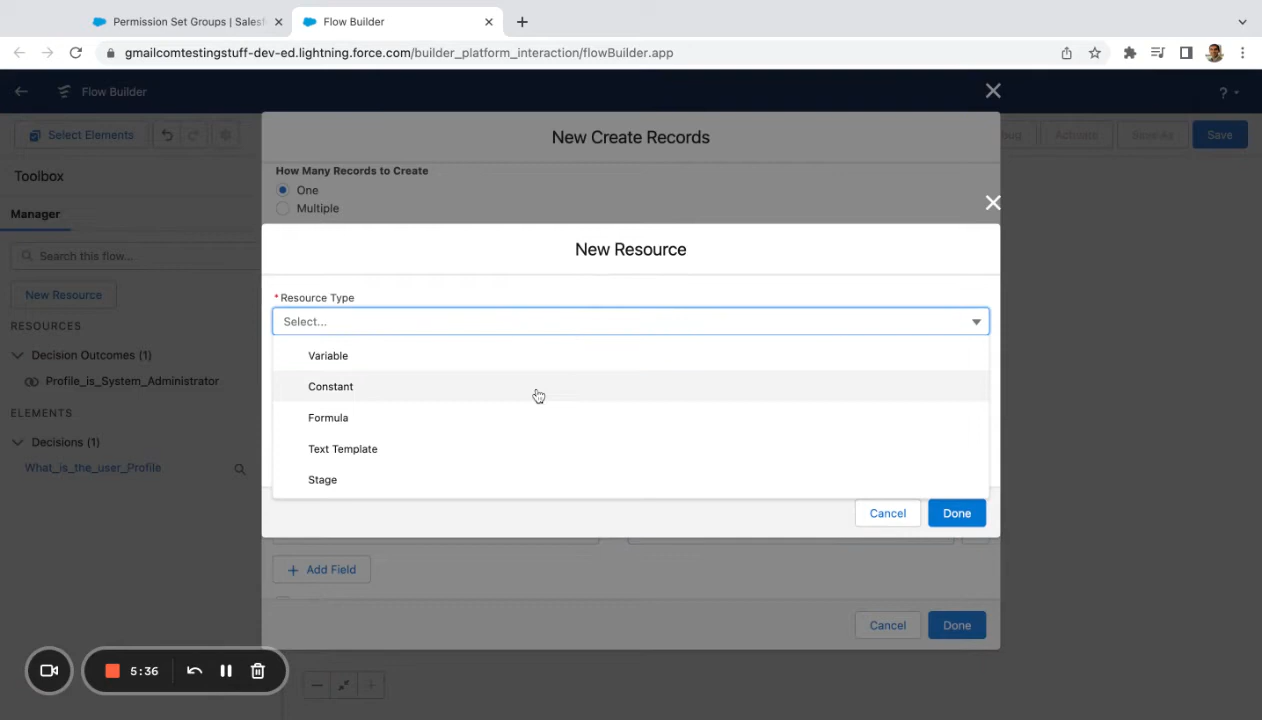 Permission Set Groups | Salesf
Flow Builder
gmailcomtestingstuff-dev-ed.lightning.force.com/builder_platform_interaction/flowBuilder.app
Flow Builder
?
Select Elements
bug
Activate
Save As
Save
New Create Records
Toolbox
How Many Records to Create
One
Multiple
Manager
Search this flow...
New Resource
New Resource
* Resource Type
Select...
RESOURCES
Decision Outcomes (1)
Profile_is_System_Administrator
ELEMENTS
Decisions (1)
What_is_the_user_Profile
Variable
Constant
Formula
Text Template
Stage
Cancel
Done
+ Add Field
Cancel
Done
5:36